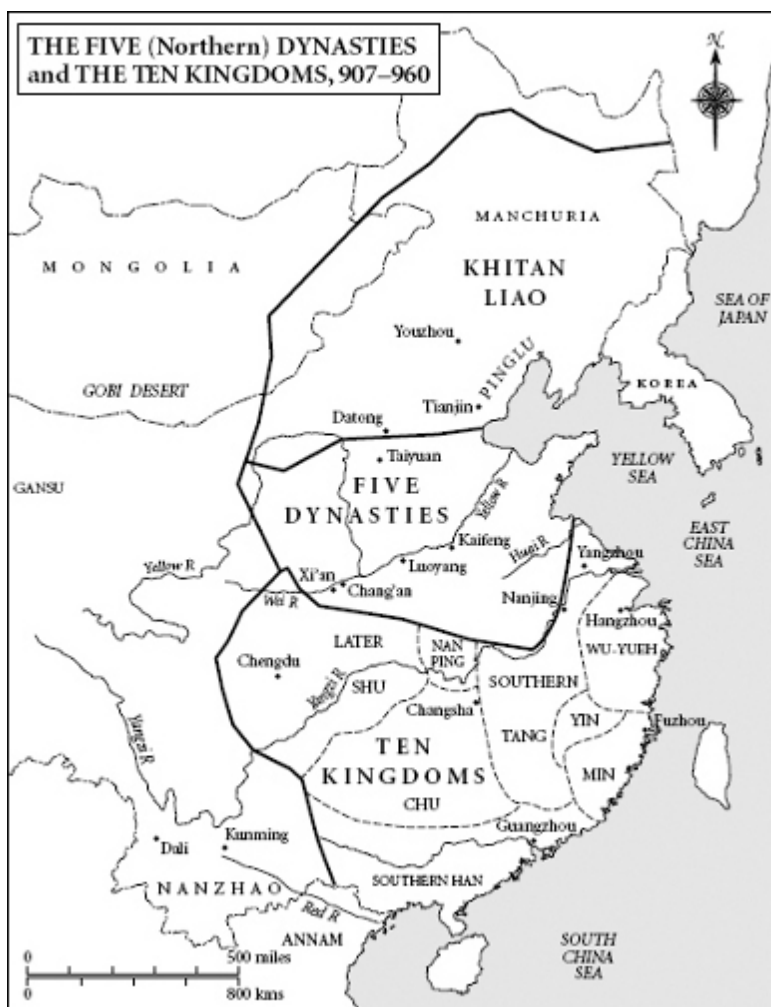 THE FIVE (Northern) DYNASTIES
and THE TEN KINGDOMS, 907–960
N
MANCHURIA
MONGOLIA
KHITAN
LIAO
SEA OF
JAPAN
Youzhou
PINGLU
GOBI DESERT
KOREA
Tianjin
Datong
Taiyuan
YELLOW
SEA
GANSU
FIVE
DYNASTIES
Yellow R
EAST
CHINA
SEA
Kaifeng
Huai R
Yangzhou
Luoyang
Yellow R
Xi'an
Chang'an
Wei R
Nanjing
Hangzhou
LATER
NAN
PING
WU-YUEH
Chengdu
SHU
SOUTHERN
Yangzi R
Changsha
YIN
Fuzhou
Yangzi R
TANG
TEN
KINGDOMS
MIN
CHU
Guangzhou
Dali
Kunming
NANZHAO
SOUTHERN HAN
Red R
ANNAM
SOUTH
CHINA
SEA
0
500 miles
0
800 kms